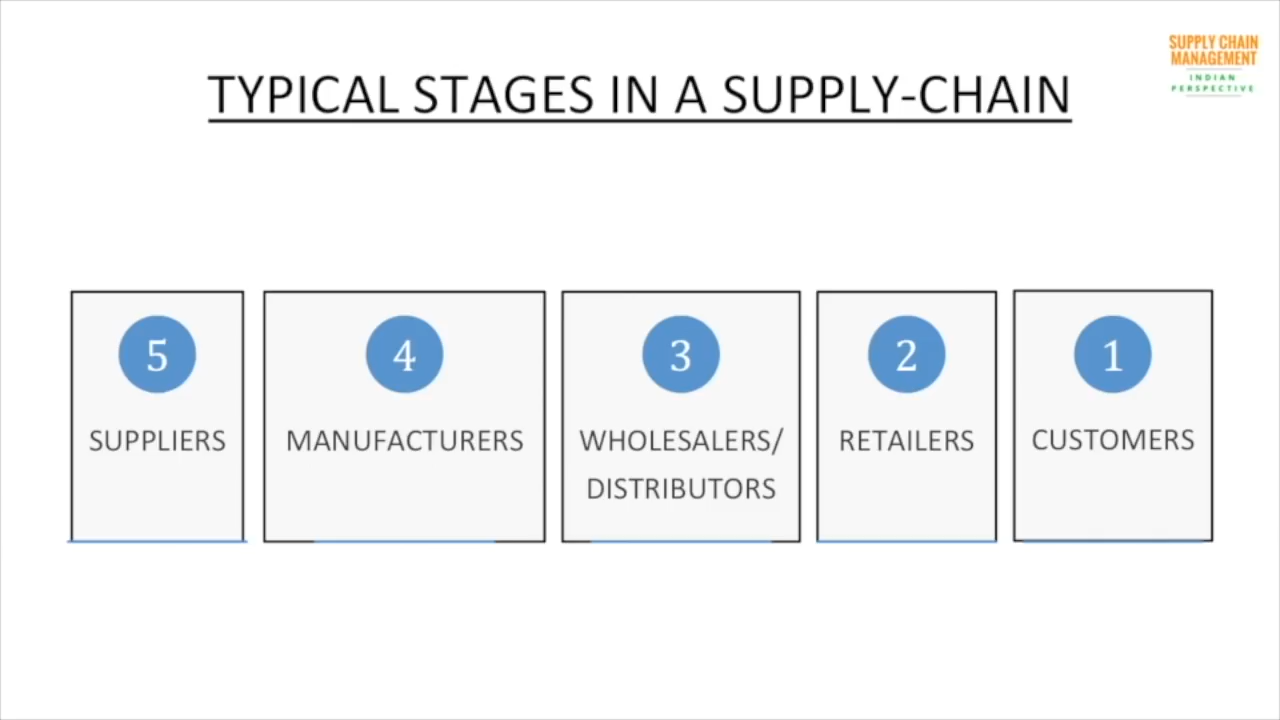 SUPPLY CHAIN
MANAGEMENT
INDIAN
PERSPECTIVE
TYPICAL STAGES IN A SUPPLY-CHAIN
5
SUPPLIERS
4
MANUFACTURERS
3
WHOLESALERS/
DISTRIBUTORS
2
RETAILERS
1
CUSTOMERS